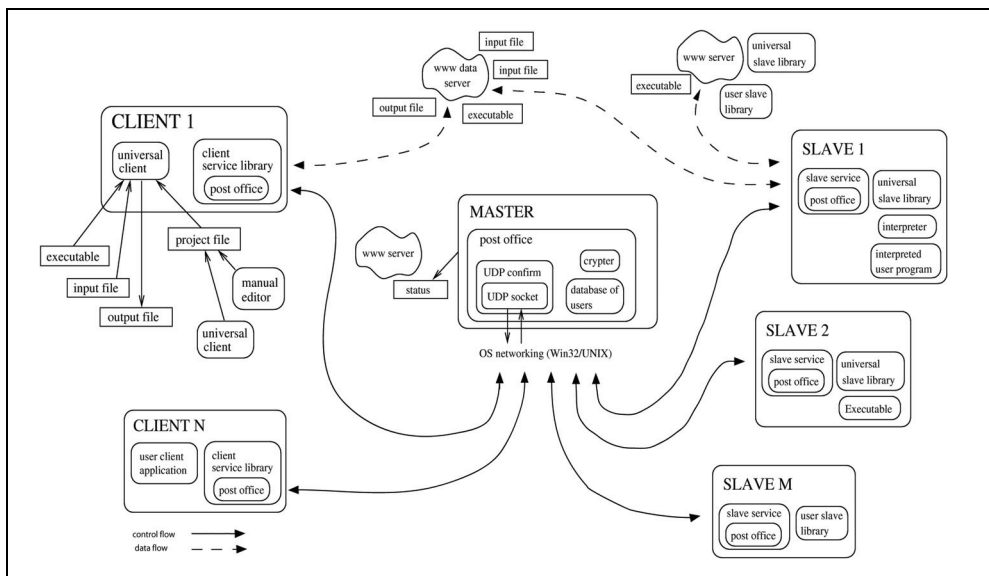 input file
www data
server
input file
output file
executable
www server
universal
slave library
executable
user slave
library
CLIENT 1
universal
client
client
service library
post office
executable
project file
input file
manual
editor
output file
universal
client
MASTER
post office
www server
status
UDP confirm
UDP socket
crypter
database of
users
OS networking (Win32/UNIX)
SLAVE 1
slave service
post office
universal
slave library
interpreter
interpreted
user program
SLAVE 2
slave service
post office
universal
slave library
Executable
CLIENT N
user client
application
client
service library
post office
SLAVE M
slave service
post office
user slave
library
control flow
data flow